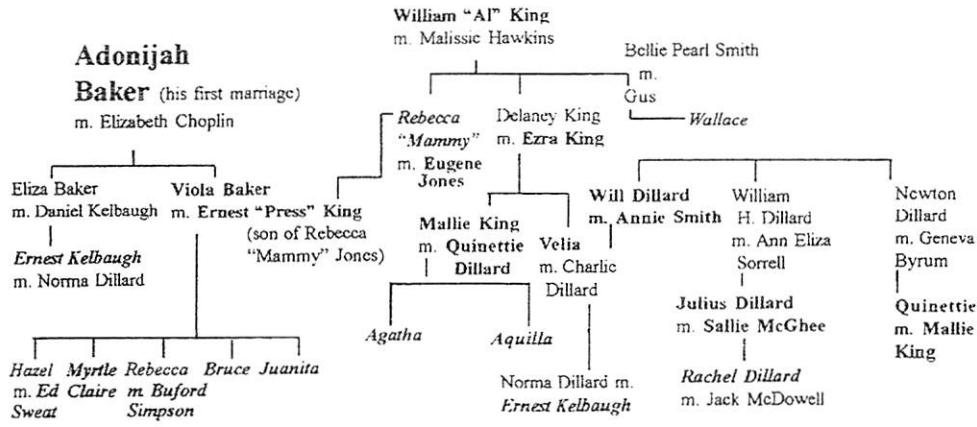 William "Al" King
m. Malissic Hawkins
Adonijah
Baker (his first marriage)
m. Elizabeth Choplin
Bellie Pearl Smith
m.
Gus
Wallace
Rebecca
"Mammy"
m. Eugene
Jones
Delaney King
m. Ezra King
Eliza Baker
m. Daniel Kelbaugh
Ernest Kelbaugh
m. Norma Dillard
Viola Baker
m. Ernest "Press" King
(son of Rebecca
"Mammy" Jones)
Mallie King
m. Quinettie
Dillard
Velia
m. Charlie
Dillard
Will Dillard
m. Annie Smith
William
H. Dillard
m. Ann Eliza
Sorrell
Newton
Dillard
m. Geneva
Byrum
Agatha
Aquilla
Julius Dillard
m. Sallie McGhee
Quinettie
m. Mallie
King
Hazel
m. Ed
Sweat
Myrtle
Claire
Rebecca
m. Buford
Simpson
Bruce
Juanita
Norma Dillard m.
Ernest Kelbaugh
Rachel Dillard
m. Jack McDowell